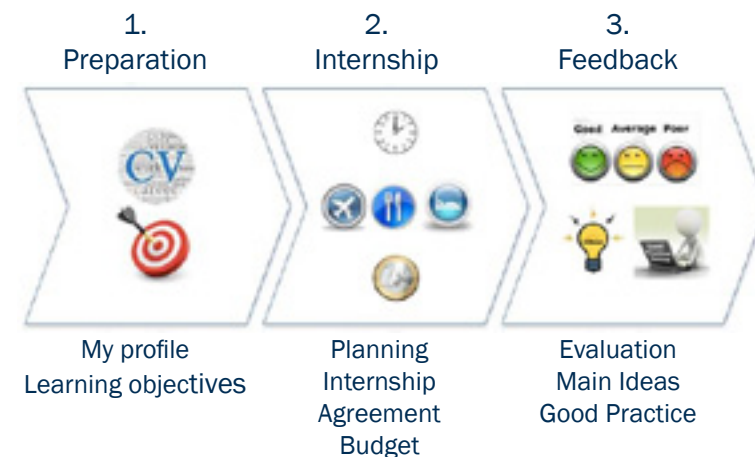 1.
Preparation
2.
Internship
3.
Feedback
CV
work
Good Average Poor
My profile
Learning objectives
Planning
Internship
Agreement
Budget
Evaluation
Main Ideas
Good Practice